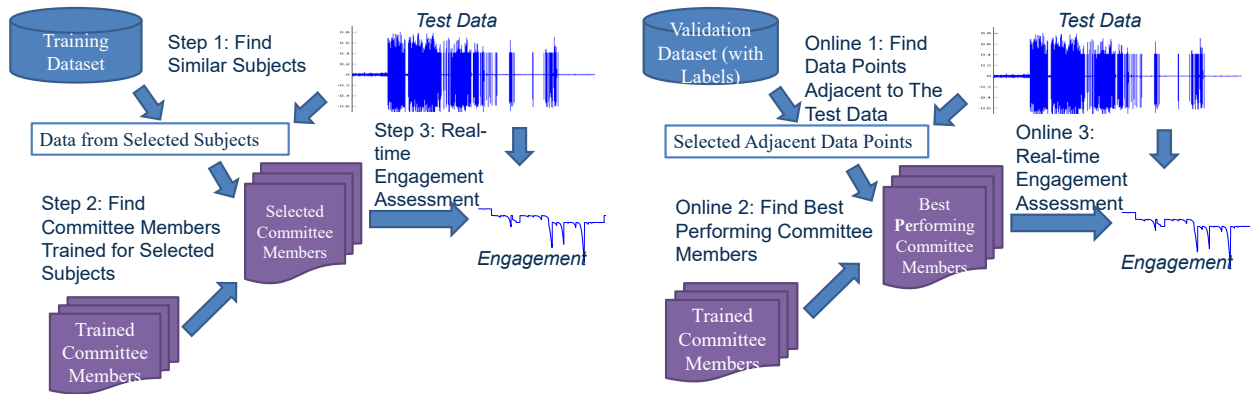 Training
Dataset
Step 1: Find
Similar Subjects
Test Data
Data from Selected Subjects
Step 3: Real-
time
Engagement
Assessment
Step 2: Find
Committee Members
Trained for Selected
Subjects
Selected
Committee
Members
Engagement
Trained
Committee
Members
Validation
Dataset (with
Labels)
Online 1: Find
Data Points
Adjacent to The
Test Data
Test Data
Selected Adjacent Data Points
Online 3:
Real-time
Engagement
Assessment
Online 2: Find Best
Performing Committee
Members
Best
Performing
Committee
Members
Engagement
Trained
Committee
Members